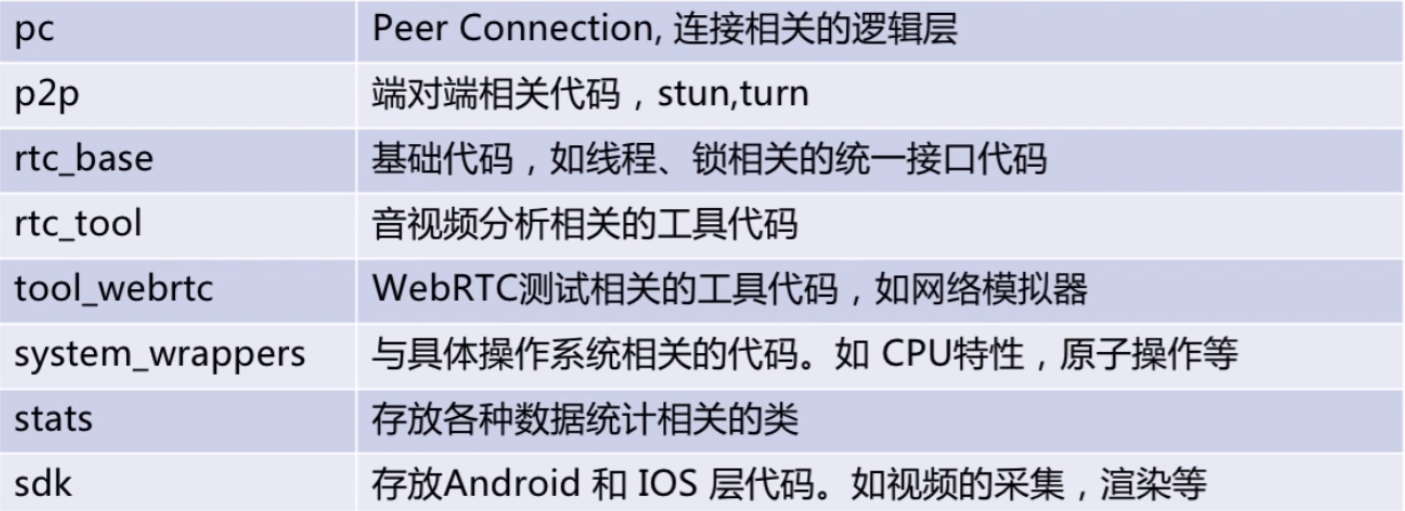 pc Peer Connection, 连接相关的逻辑层
p2p 端对端相关代码，stun,turn
rtc_base 基础代码，如线程、锁相关的统一接口代码
rtc_tool 音视频分析相关的工具代码
tool_webrtc WebRTC测试相关的工具代码，如网络模拟器
system_wrappers 与具体操作系统相关的代码。如 CPU特性，原子操作等
stats 存放各种数据统计相关的类
sdk 存放Android 和 IOS 层代码。如视频的采集，渲染等